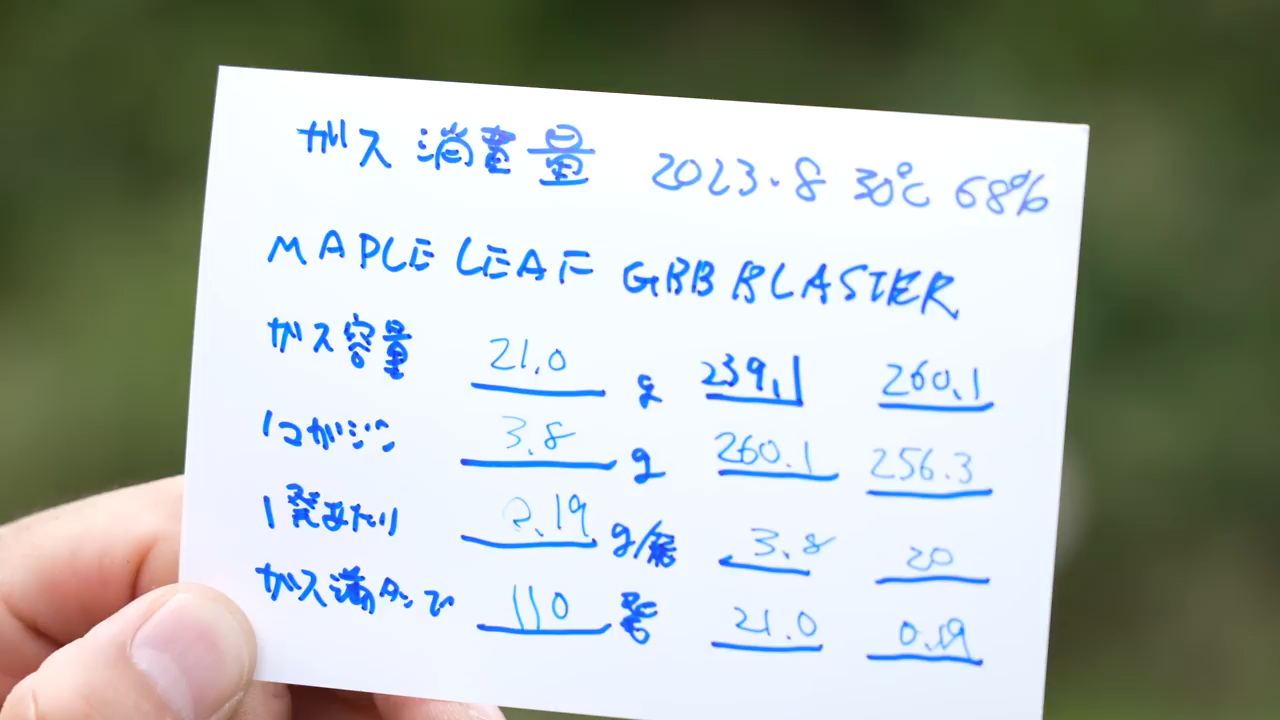 ガス消費量 2023.8 30℃ 68%
MAPLE LEAF GBB BLASTER
ガス容量 21.0 g 239.1 260.1
1マガジン 3.8 g 260.1 256.3
1発あたり 0.19 g/発 3.8 20
ガス満タンで 110 発 21.0 0.19